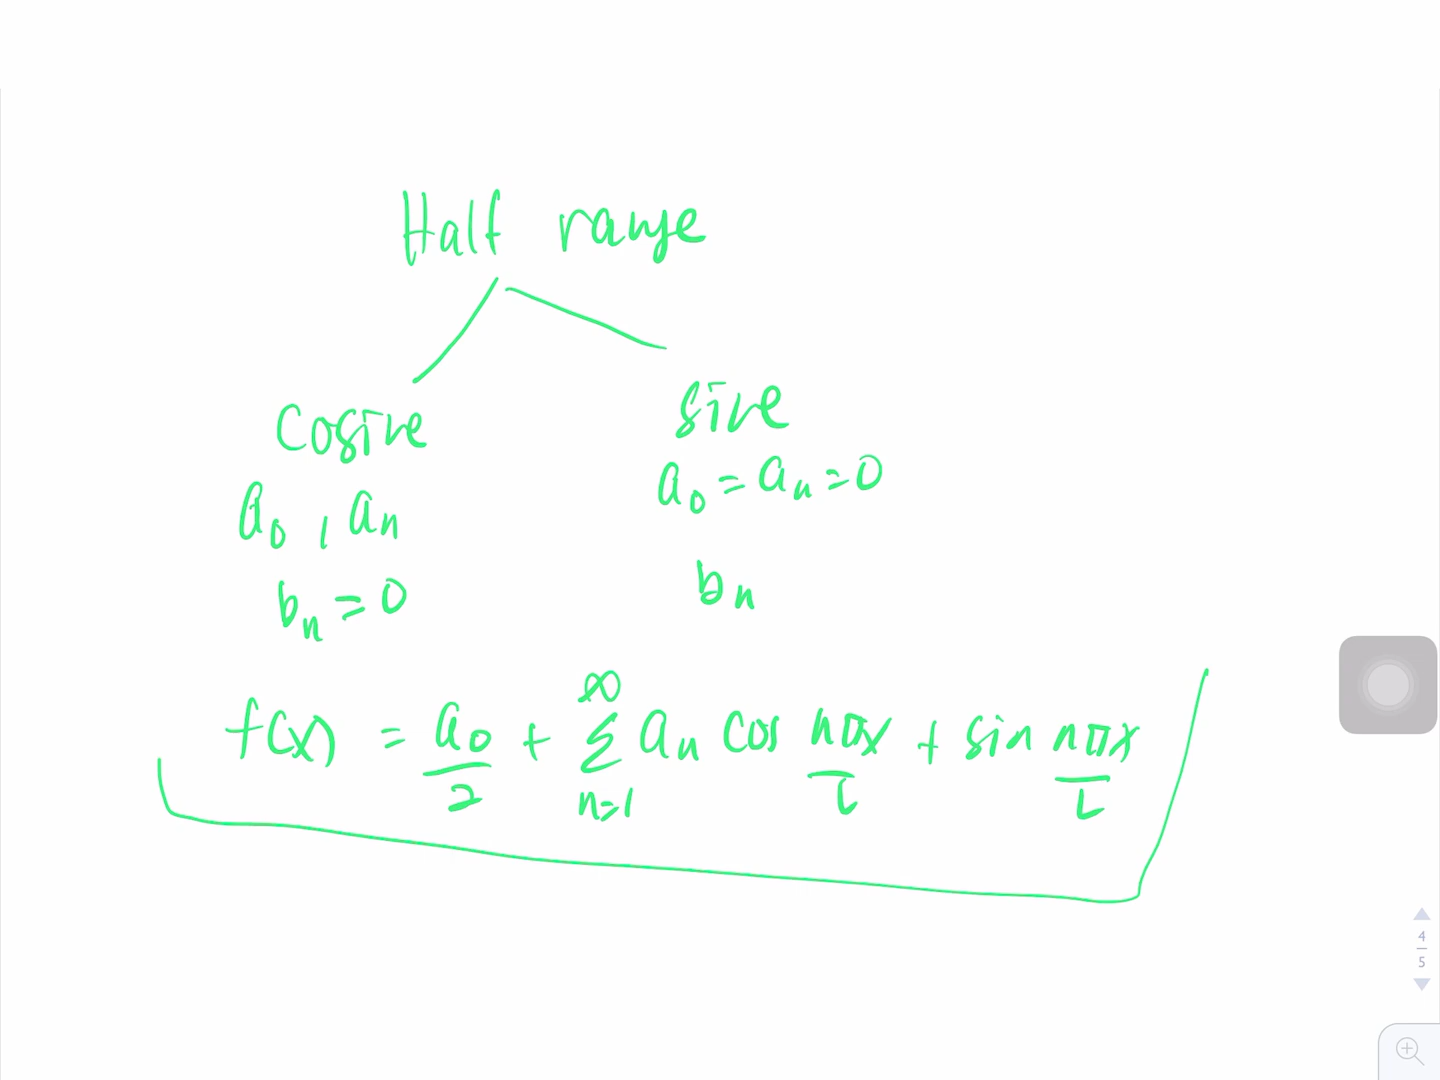 Half range
Cosine
sine
a₀, aₙ
a₀ = aₙ = 0
bₙ = 0
bₙ
f(x) = a₀/2 + ∞ Σ n=1 aₙ cos nπx/L + sin nπx/L
4
5